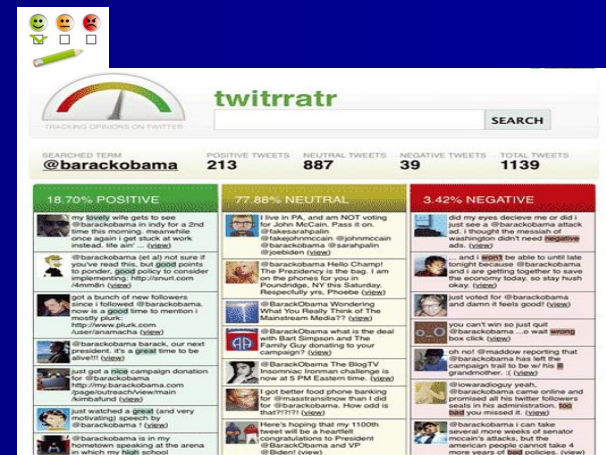 twitrratr
TRACKING OPINIONS ON TWITTER
SEARCH
SEARCHED TERM
@barackobama
POSITIVE TWEETS
213
NEUTRAL TWEETS
887
NEGATIVE TWEETS
39
TOTAL TWEETS
1139
18.70% POSITIVE
my lovely wife gets to see
@barackobama in indy for a 2nd
time this morning. meanwhile
once again i get stuck at work
instead. life ain' ... (view)
@barackobama (et al) not sure if
you've read this, but good points
to ponder, good policy to consider
implementing: http://snurl.com
/4mm8n (view)
got a bunch of new followers
since i followed @barackobama.
now is a good time to mention i
mostly plurk:
http://www.plurk.com
/user/anamacha (view)
@barackobama barack, our next
president. it's a great time to be
alive!!! (view)
just got a nice campaign donation
for @barackobama
http://my.barackobama.com
/page/outreach/view/main
/kimbafund (view)
just watched a great (and very
motivating) speech by
@barackobama ! (view)
@barackobama is in my
hometown speaking at the arena
in which my high school
77.88% NEUTRAL
I live in PA, and am NOT voting
for John McCain. Pass it on.
@fakesarahpalin
@fakejohnmccain @johnmccain
@barackobama @sarahpalin
@joebiden (view)
@barackobama Hello Champ!
The Prezidency is the bag. I am
on the phones for you in
Poundridge, NY this Saturday.
Respecfully yrs, Phoebe (view)
@BarackObama Wondering
What You Really Think of The
Mainstream Media?? (view)
@BarackObama what is the deal
with Bart Simpson and The
Family Guy donating to your
campaign? (view)
@BarackObama The BlogTV
Insomniac Ironman challenge is
now at 5 PM Eastern time. (view)
I got better food phone number
for @masstransitnow than I did
for @barackobama. How odd is
that?!?!?! (view)
Here's hoping that my 1100th
tweet will be a heartfelt
congratulations to President
@BarackObama and VP
@Biden! (view)
3.42% NEGATIVE
did my eyes decieve me or did i
just see a @barackobama attack
ad. i thought the messiah of
washington didn't need negative
ads. (view)
... and i won't be able to until late
tonight because @barackobama
and i are getting together to save
the economy today. so stay hush
okay. (view)
just voted for @barackobama
and damn it feels good! (view)
you can't win so just quit
@barackobama ...o wait wrong
box click (view)
oh no! @maddow reporting that
@barackobama has left the
campaign trail to be w/ his ill
grandmother. :( (view)
@iowaradioguy yeah,
@barackobama came online and
promised all his twitter followers
seats in his administration. too
bad you missed it. (view)
@barackobama i can take
several more weeks of senator
mccain's attacks, but the
american people cannot take 4
more years of bad policies. (view)